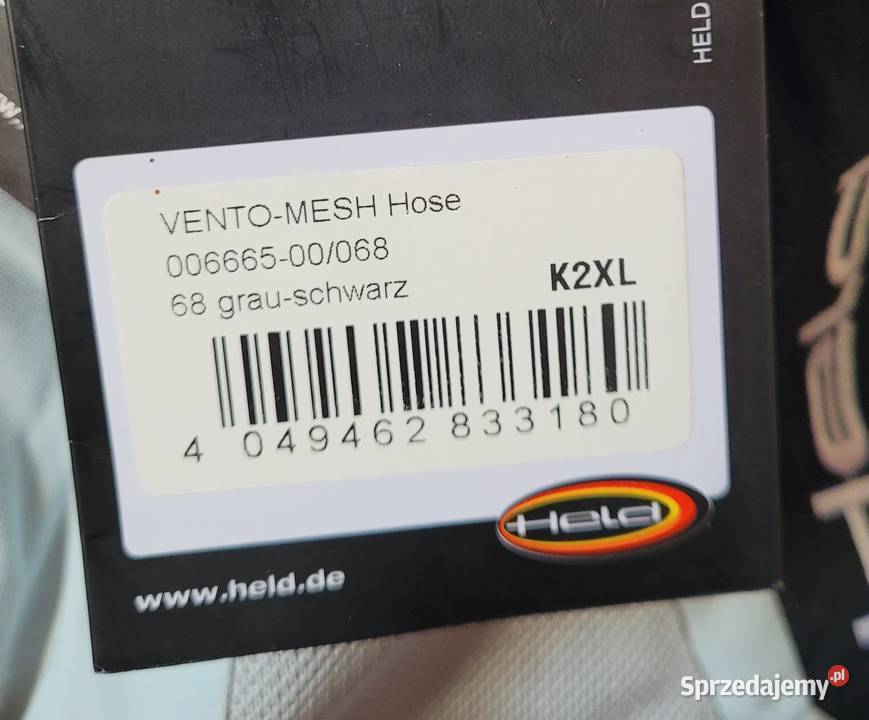 HELD
VENTO-MESH Hose
006665-00/068
68 grau-schwarz
K2XL
4 049462 833180
Held
www.held.de
Held
Sprzedajemy.pl